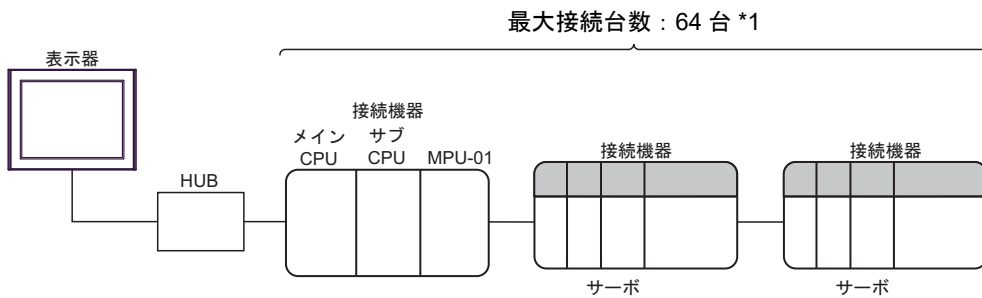 最大接続台数：64 台 *1
表示器
接続機器
メイン サブ
CPU CPU MPU-01
接続機器
接続機器
HUB
サーボ
サーボ